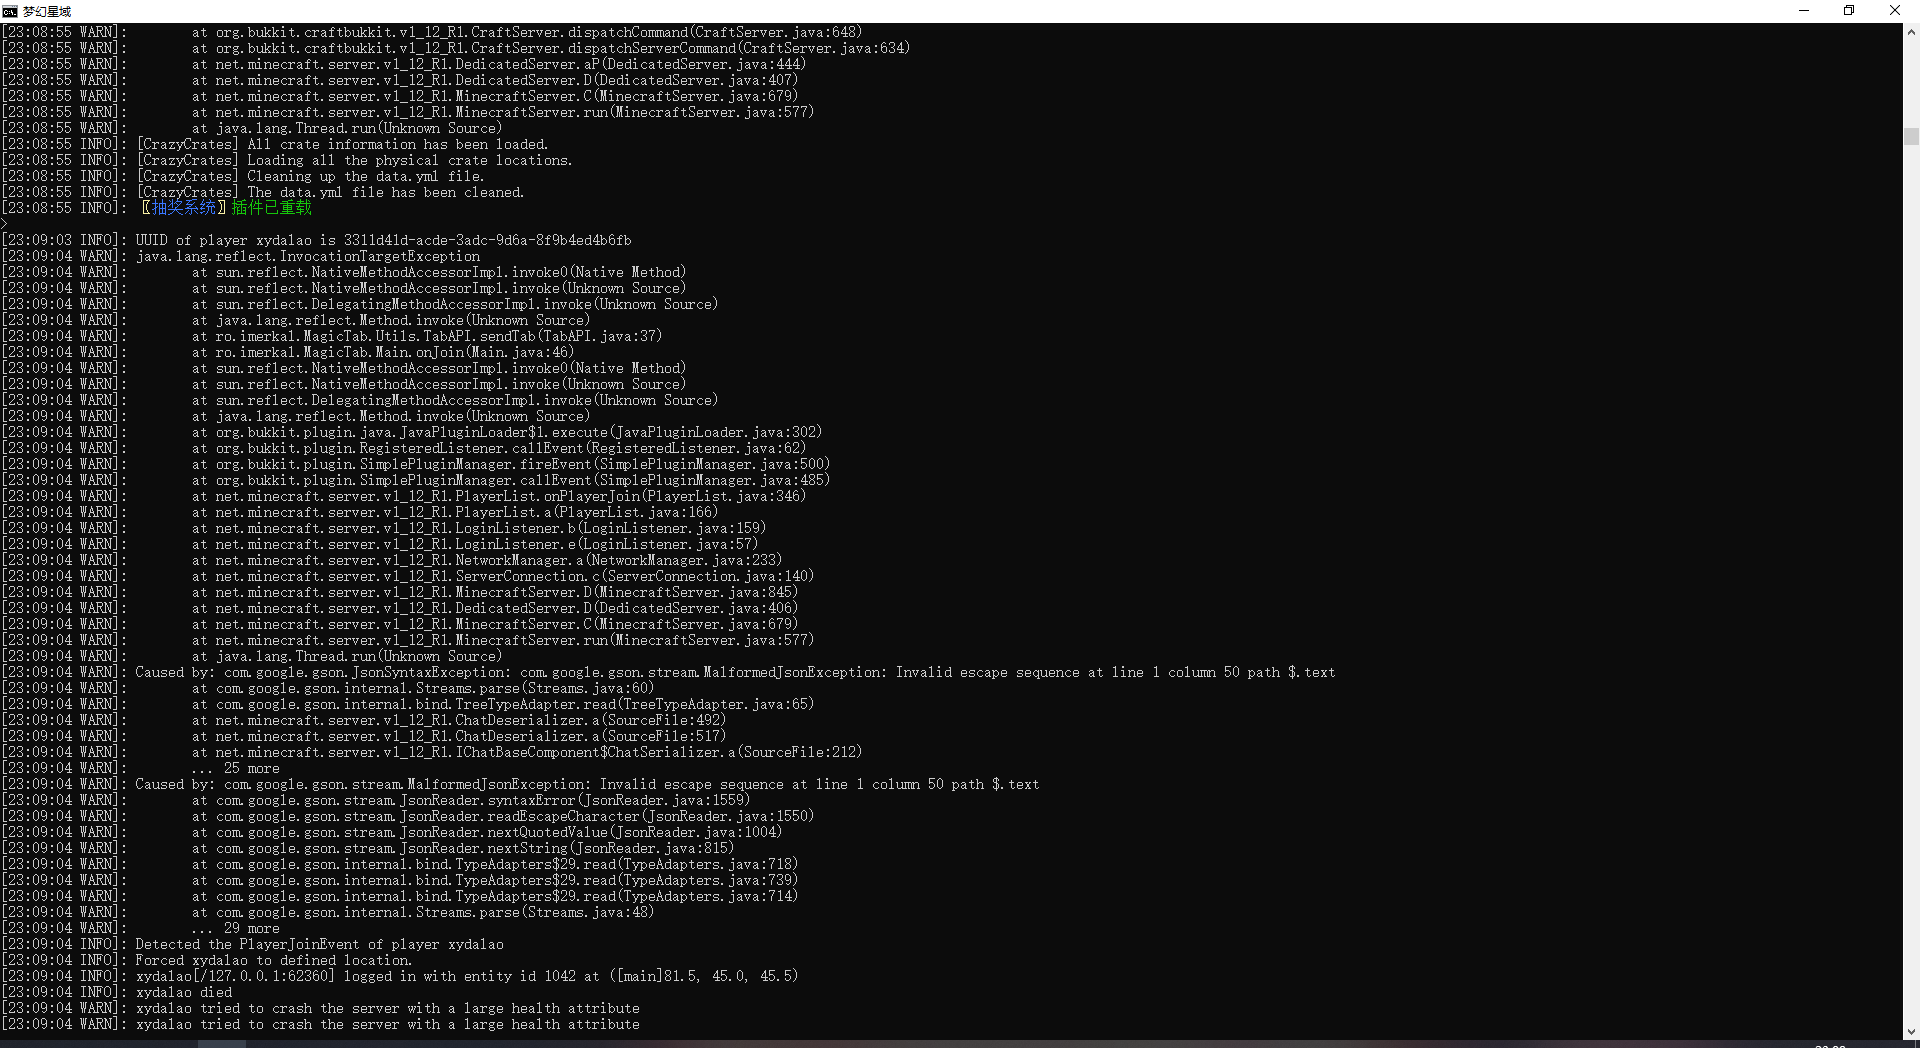 梦幻星域
[23:08:55 WARN]:        at org.bukkit.craftbukkit.v1_12_R1.CraftServer.dispatchCommand(CraftServer.java:648)
[23:08:55 WARN]:        at org.bukkit.craftbukkit.v1_12_R1.CraftServer.dispatchServerCommand(CraftServer.java:634)
[23:08:55 WARN]:        at net.minecraft.server.v1_12_R1.DedicatedServer.aP(DedicatedServer.java:444)
[23:08:55 WARN]:        at net.minecraft.server.v1_12_R1.DedicatedServer.D(DedicatedServer.java:407)
[23:08:55 WARN]:        at net.minecraft.server.v1_12_R1.MinecraftServer.C(MinecraftServer.java:679)
[23:08:55 WARN]:        at net.minecraft.server.v1_12_R1.MinecraftServer.run(MinecraftServer.java:577)
[23:08:55 WARN]:        at java.lang.Thread.run(Unknown Source)
[23:08:55 INFO]: [CrazyCrates] All crate information has been loaded.
[23:08:55 INFO]: [CrazyCrates] Loading all the physical crate locations.
[23:08:55 INFO]: [CrazyCrates] Cleaning up the data.yml file.
[23:08:55 INFO]: [CrazyCrates] The data.yml file has been cleaned.
[23:08:55 INFO]: 〖抽奖系统〗插件已重载
>
[23:09:03 INFO]: UUID of player xydalao is 3311d41d-acde-3adc-9d6a-8f9b4ed4b6fb
[23:09:04 WARN]: java.lang.reflect.InvocationTargetException
[23:09:04 WARN]:        at sun.reflect.NativeMethodAccessorImpl.invoke0(Native Method)
[23:09:04 WARN]:        at sun.reflect.NativeMethodAccessorImpl.invoke(Unknown Source)
[23:09:04 WARN]:        at sun.reflect.DelegatingMethodAccessorImpl.invoke(Unknown Source)
[23:09:04 WARN]:        at java.lang.reflect.Method.invoke(Unknown Source)
[23:09:04 WARN]:        at ro.imerkal.MagicTab.Utils.TabAPI.sendTab(TabAPI.java:37)
[23:09:04 WARN]:        at ro.imerkal.MagicTab.Main.onJoin(Main.java:46)
[23:09:04 WARN]:        at sun.reflect.NativeMethodAccessorImpl.invoke0(Native Method)
[23:09:04 WARN]:        at sun.reflect.NativeMethodAccessorImpl.invoke(Unknown Source)
[23:09:04 WARN]:        at sun.reflect.DelegatingMethodAccessorImpl.invoke(Unknown Source)
[23:09:04 WARN]:        at java.lang.reflect.Method.invoke(Unknown Source)
[23:09:04 WARN]:        at org.bukkit.plugin.java.JavaPluginLoader$1.execute(JavaPluginLoader.java:302)
[23:09:04 WARN]:        at org.bukkit.plugin.RegisteredListener.callEvent(RegisteredListener.java:62)
[23:09:04 WARN]:        at org.bukkit.plugin.SimplePluginManager.fireEvent(SimplePluginManager.java:500)
[23:09:04 WARN]:        at org.bukkit.plugin.SimplePluginManager.callEvent(SimplePluginManager.java:485)
[23:09:04 WARN]:        at net.minecraft.server.v1_12_R1.PlayerList.onPlayerJoin(PlayerList.java:346)
[23:09:04 WARN]:        at net.minecraft.server.v1_12_R1.PlayerList.a(PlayerList.java:166)
[23:09:04 WARN]:        at net.minecraft.server.v1_12_R1.LoginListener.b(LoginListener.java:159)
[23:09:04 WARN]:        at net.minecraft.server.v1_12_R1.LoginListener.e(LoginListener.java:57)
[23:09:04 WARN]:        at net.minecraft.server.v1_12_R1.NetworkManager.a(NetworkManager.java:233)
[23:09:04 WARN]:        at net.minecraft.server.v1_12_R1.ServerConnection.c(ServerConnection.java:140)
[23:09:04 WARN]:        at net.minecraft.server.v1_12_R1.MinecraftServer.D(MinecraftServer.java:845)
[23:09:04 WARN]:        at net.minecraft.server.v1_12_R1.DedicatedServer.D(DedicatedServer.java:406)
[23:09:04 WARN]:        at net.minecraft.server.v1_12_R1.MinecraftServer.C(MinecraftServer.java:679)
[23:09:04 WARN]:        at net.minecraft.server.v1_12_R1.MinecraftServer.run(MinecraftServer.java:577)
[23:09:04 WARN]:        at java.lang.Thread.run(Unknown Source)
[23:09:04 WARN]: Caused by: com.google.gson.JsonSyntaxException: com.google.gson.stream.MalformedJsonException: Invalid escape sequence at line 1 column 50 path $.text
[23:09:04 WARN]:        at com.google.gson.internal.Streams.parse(Streams.java:60)
[23:09:04 WARN]:        at com.google.gson.internal.bind.TreeTypeAdapter.read(TreeTypeAdapter.java:65)
[23:09:04 WARN]:        at net.minecraft.server.v1_12_R1.ChatDeserializer.a(SourceFile:492)
[23:09:04 WARN]:        at net.minecraft.server.v1_12_R1.ChatDeserializer.a(SourceFile:517)
[23:09:04 WARN]:        at net.minecraft.server.v1_12_R1.IChatBaseComponent$ChatSerializer.a(SourceFile:212)
[23:09:04 WARN]:        ... 25 more
[23:09:04 WARN]: Caused by: com.google.gson.stream.MalformedJsonException: Invalid escape sequence at line 1 column 50 path $.text
[23:09:04 WARN]:        at com.google.gson.stream.JsonReader.syntaxError(JsonReader.java:1559)
[23:09:04 WARN]:        at com.google.gson.stream.JsonReader.readEscapeCharacter(JsonReader.java:1550)
[23:09:04 WARN]:        at com.google.gson.stream.JsonReader.nextQuotedValue(JsonReader.java:1004)
[23:09:04 WARN]:        at com.google.gson.stream.JsonReader.nextString(JsonReader.java:815)
[23:09:04 WARN]:        at com.google.gson.internal.bind.TypeAdapters$29.read(TypeAdapters.java:718)
[23:09:04 WARN]:        at com.google.gson.internal.bind.TypeAdapters$29.read(TypeAdapters.java:739)
[23:09:04 WARN]:        at com.google.gson.internal.bind.TypeAdapters$29.read(TypeAdapters.java:714)
[23:09:04 WARN]:        at com.google.gson.internal.Streams.parse(Streams.java:48)
[23:09:04 WARN]:        ... 29 more
[23:09:04 INFO]: Detected the PlayerJoinEvent of player xydalao
[23:09:04 INFO]: Forced xydalao to defined location.
[23:09:04 INFO]: xydalao[/127.0.0.1:62360] logged in with entity id 1042 at ([main]81.5, 45.0, 45.5)
[23:09:04 INFO]: xydalao died
[23:09:04 WARN]: xydalao tried to crash the server with a large health attribute
[23:09:04 WARN]: xydalao tried to crash the server with a large health attribute